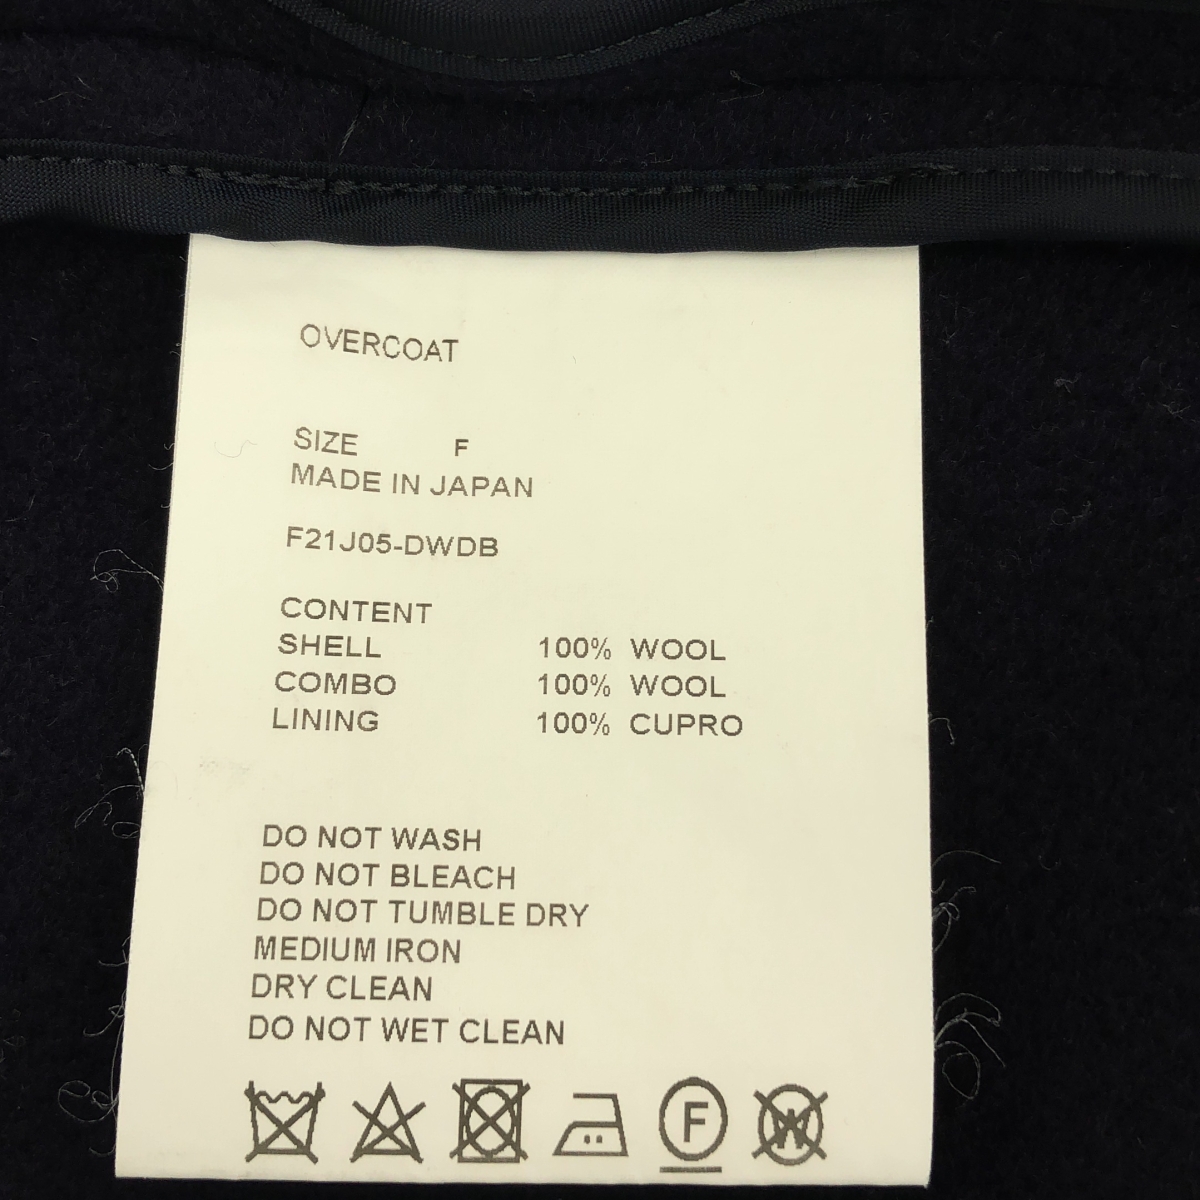 OVERCOAT
SIZE F
MADE IN JAPAN
F21J05-DWDB
CONTENT
SHELL 100% WOOL
COMBO 100% WOOL
LINING 100% CUPRO
DO NOT WASH
DO NOT BLEACH
DO NOT TUMBLE DRY
MEDIUM IRON
DRY CLEAN
DO NOT WET CLEAN
F W